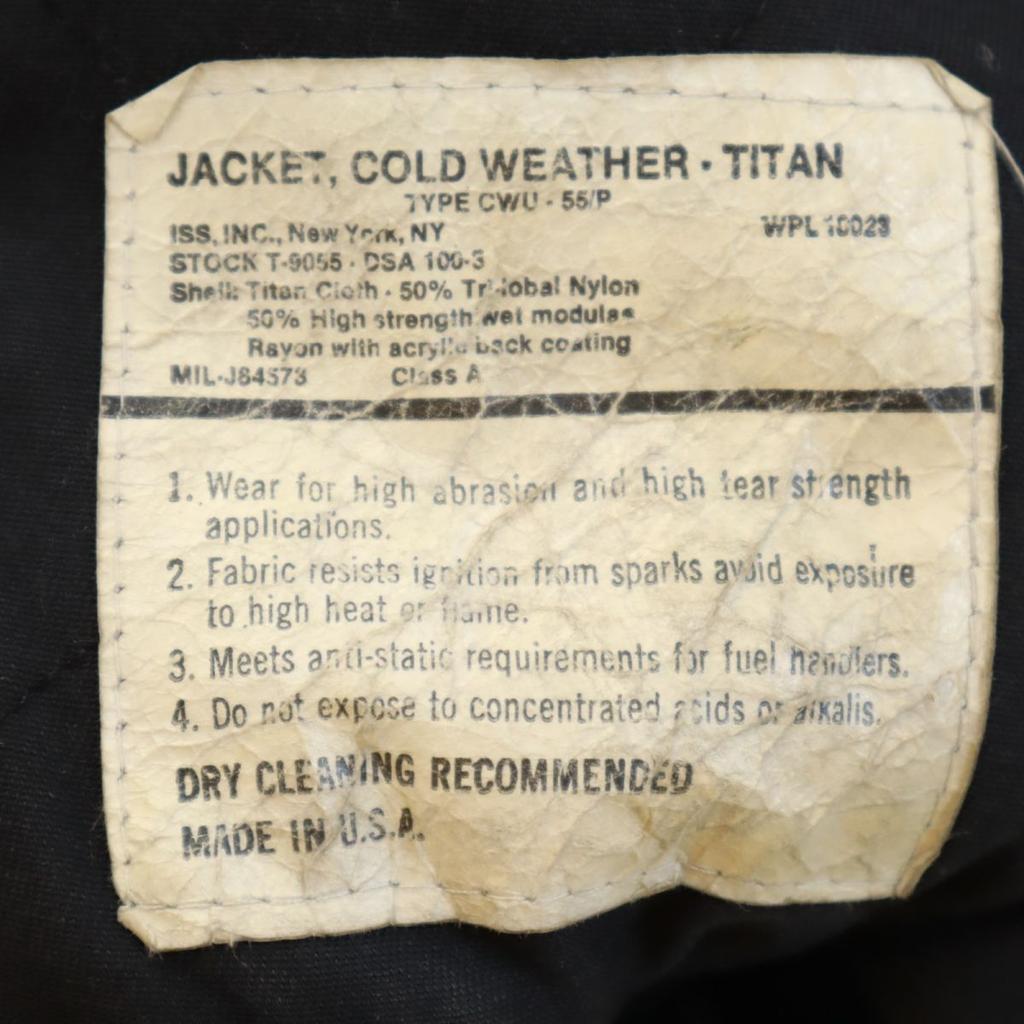 JACKET, COLD WEATHER · TITAN
TYPE CWU - 55/P
ISS, INC., New York, NY WPL 10023
STOCK T-9055 · DSA 100-3
Shell: Titan Cloth · 50% Tri-lobal Nylon
50% High strength wet modulas
Rayon with acrylic back coating
MIL-J84573 Class A
1. Wear for high abrasion and high tear strength
applications.
2. Fabric resists ignition from sparks avoid exposure
to high heat or flame.
3. Meets anti-static requirements for fuel handlers.
4. Do not expose to concentrated acids or alkalis.
DRY CLEANING RECOMMENDED
MADE IN U.S.A.